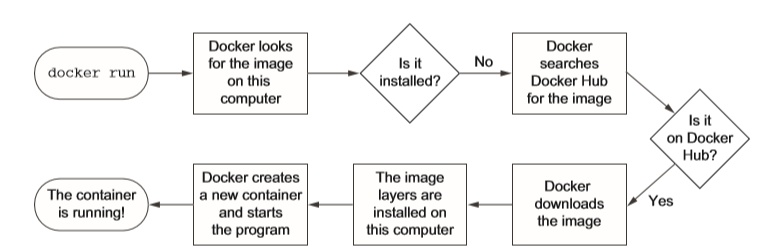 docker run
Docker looks
for the image
on this
computer
Is it
installed?
No
Docker
searches
Docker Hub
for the image
Is it
on Docker
Hub?
Yes
Docker
downloads
the image
The image
layers are
installed on
this computer
Docker creates
a new container
and starts
the program
The container
is running!